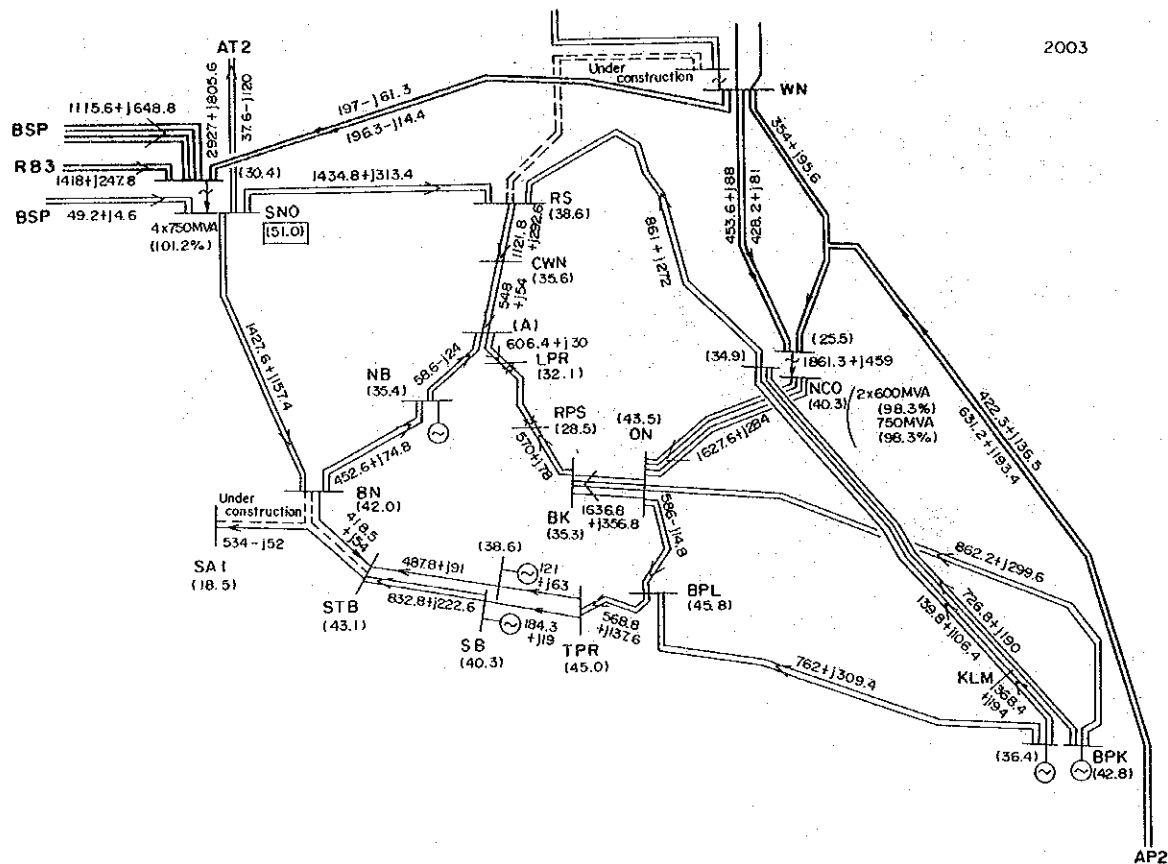 2003
AT2
Under
construction
WN
1115.6+j648.8
BSP
2927+j805.6
37.6-j120
197-j61.3
196.3-j14.4
354+j95.6
RB3
1418+j247.8
(30.4)
453.6+j88
428.2+j81
BSP
49.2+j4.6
1434.8+j313.4
RS
(38.6)
SNO
(51.0)
4x750MVA
(101.2%)
1121.8
+j292.6
861+j272
CWN
(35.6)
548
+j54
(A)
606.4+j30
LPR
(32.1)
(25.5)
1861.3+j459
(34.9)
NCO
(40.3)
2x600MVA
(98.3%)
750MVA
(98.3%)
1427.6+j157.4
NB
(35.4)
58.6-j24
RPS
(28.5)
(43.5)
ON
1627.6+j284
422.3+j136.5
631.2+j193.4
570+j78
452.6+j74.8
BN
(42.0)
Under
construction
BK
(35.3)
1636.8
+j356.8
586-j14.8
418.5
+j54
534-j52
SA1
(18.5)
(38.6)
487.8+j91
121
+j63
862.2+j299.6
STB
(43.1)
832.8+j222.6
BPL
(45.8)
SB
(40.3)
184.3
+j19
568.8
+j137.6
TPR
(45.0)
726.8+j190
139.8+j106.4
762+j309.4
KLM
1368.4
+j194
(36.4)
BPK
(42.8)
AP2